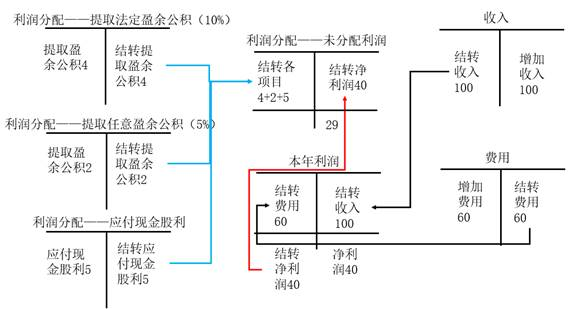 利润分配——提取法定盈余公积（10%）
提取盈
余公积4
结转提
取盈余
公积4
利润分配——提取任意盈余公积（5%）
提取盈
余公积2
结转提
取盈余
公积2
利润分配——应付现金股利
应付现
金股利5
结转应
付现金
股利5
利润分配——未分配利润
结转各
项目
4+2+5
结转净
利润40
29
本年利润
结转
费用
60
结转
收入
100
结转
净利
润40
净利
润40
收入
结转
收入
100
增加
收入
100
费用
增加
费用
60
结转
费用
60